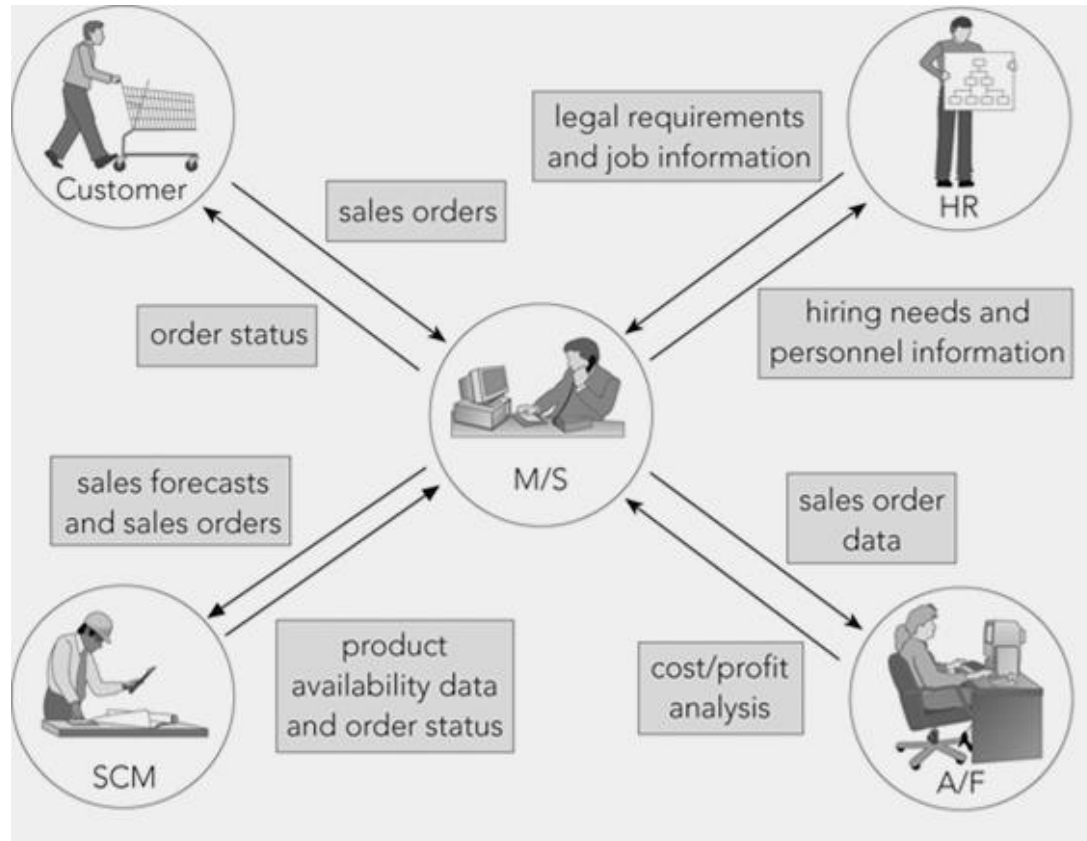 Customer
sales orders
order status
legal requirements
and job information
HR
hiring needs and
personnel information
M/S
sales forecasts
and sales orders
SCM
product
availability data
and order status
sales order
data
cost/profit
analysis
A/F